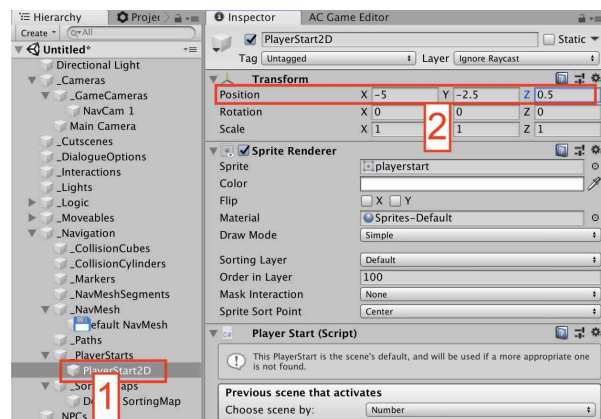 Hierarchy
Projec
Create
All
Untitled*
Directional Light
_Cameras
_GameCameras
NavCam 1
Main Camera
_Cutscenes
_DialogueOptions
_Interactions
_Lights
_Logic
_Moveables
_Navigation
_CollisionCubes
_CollisionCylinders
_Markers
_NavMeshSegments
_NavMesh
efault NavMesh
_Paths
_PlayerStarts
PlayerStart2D
SortingMap
_NPCs
1
Inspector AC Game Editor
PlayerStart2D Static
Tag Untagged Layer Ignore Raycast
Transform
Position X -5 Y -2.5 Z 0.5
Rotation X 0 0 Z 0
Scale X 1 1 Z 1
2
Sprite Renderer
Sprite playerstart
Color
Flip X Y
Material Sprites-Default
Draw Mode Simple
Sorting Layer Default
Order in Layer 100
Mask Interaction None
Sprite Sort Point Center
Player Start (Script)
This PlayerStart is the scene's default, and will be used if a more appropriate one
is not found.
Previous scene that activates
Choose scene by: Number